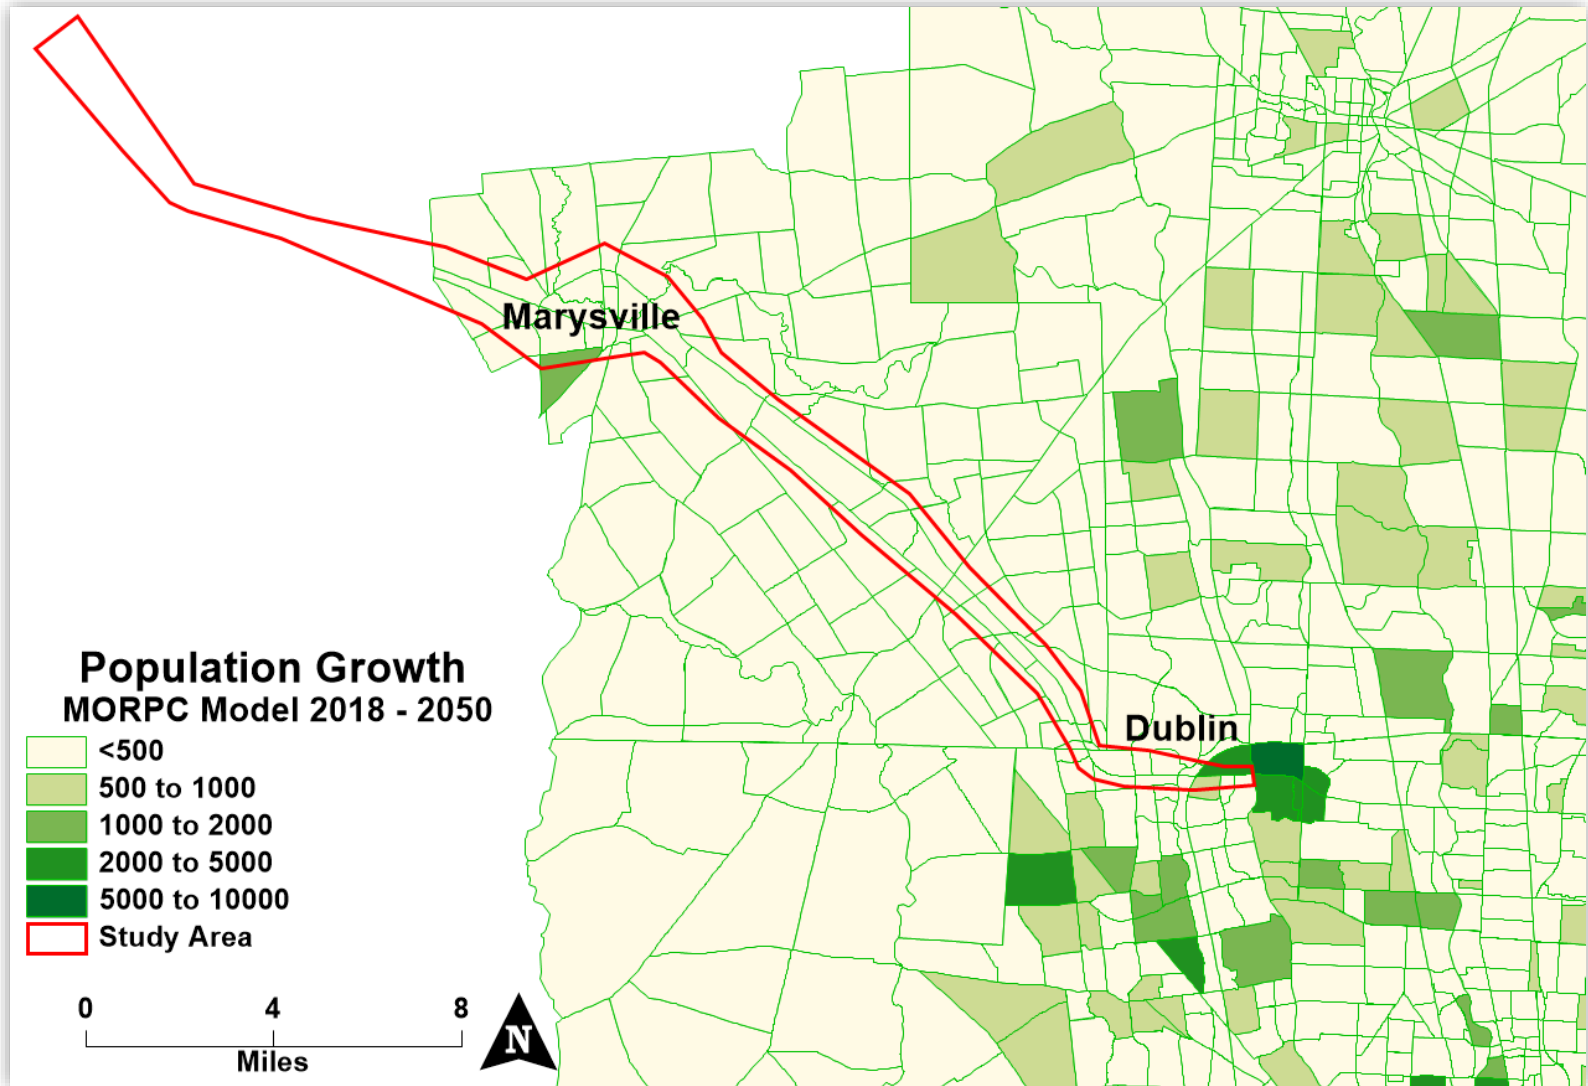 Marysville
Dublin
Population Growth
MORPC Model 2018 - 2050
<500
500 to 1000
1000 to 2000
2000 to 5000
5000 to 10000
Study Area
0 4 8
Miles
N